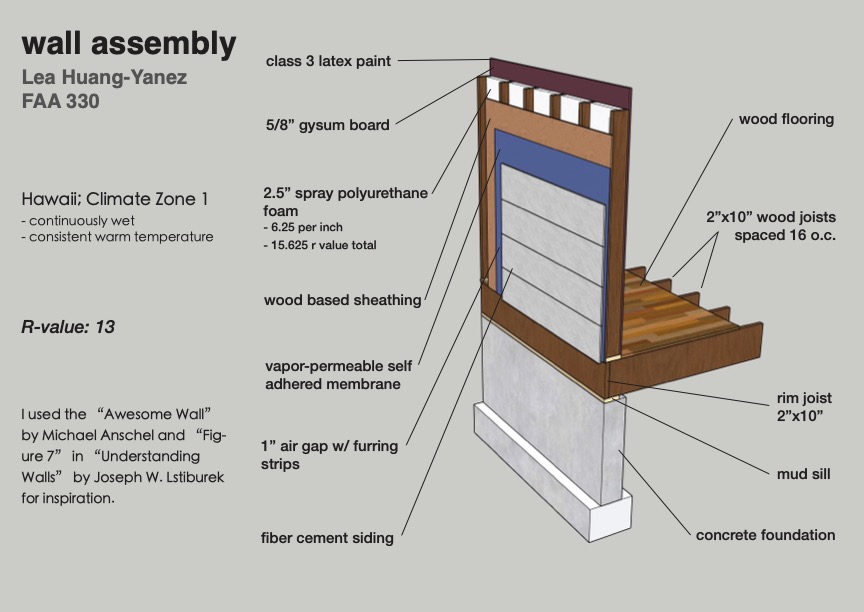 wall assembly
Lea Huang-Yanez
FAA 330
Hawaii; Climate Zone 1
- continuously wet
- consistent warm temperature
R-value: 13
I used the “Awesome Wall”
by Michael Anschel and “Fig-
ure 7” in “Understanding
Walls” by Joseph W. Lstiburek
for inspiration.
class 3 latex paint
5/8” gysum board
2.5” spray polyurethane
foam
- 6.25 per inch
- 15.625 r value total
wood based sheathing
vapor-permeable self
adhered membrane
1” air gap w/ furring
strips
fiber cement siding
wood flooring
2”x10” wood joists
spaced 16 o.c.
rim joist
2”x10”
mud sill
concrete foundation